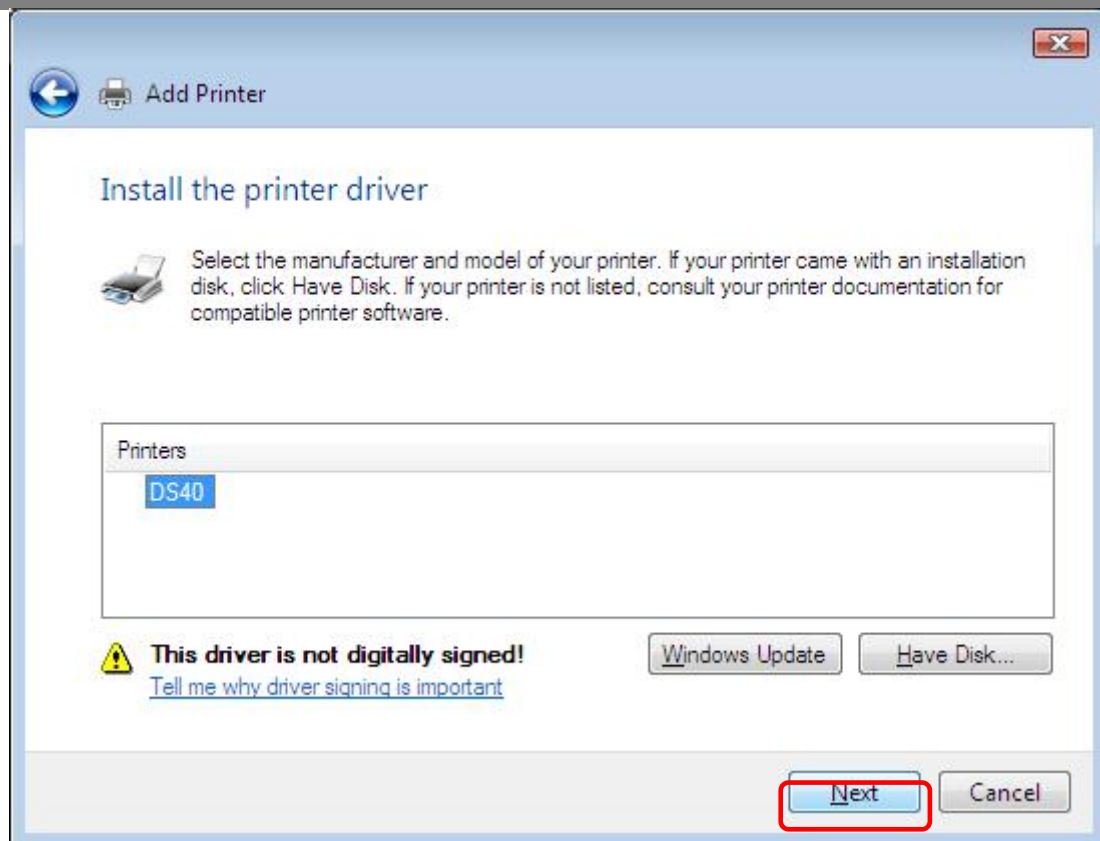 Add Printer
Install the printer driver
Select the manufacturer and model of your printer. If your printer came with an installation
disk, click Have Disk. If your printer is not listed, consult your printer documentation for
compatible printer software.
Printers
DS40
This driver is not digitally signed!
Windows Update
Have Disk...
Tell me why driver signing is important
Next
Cancel